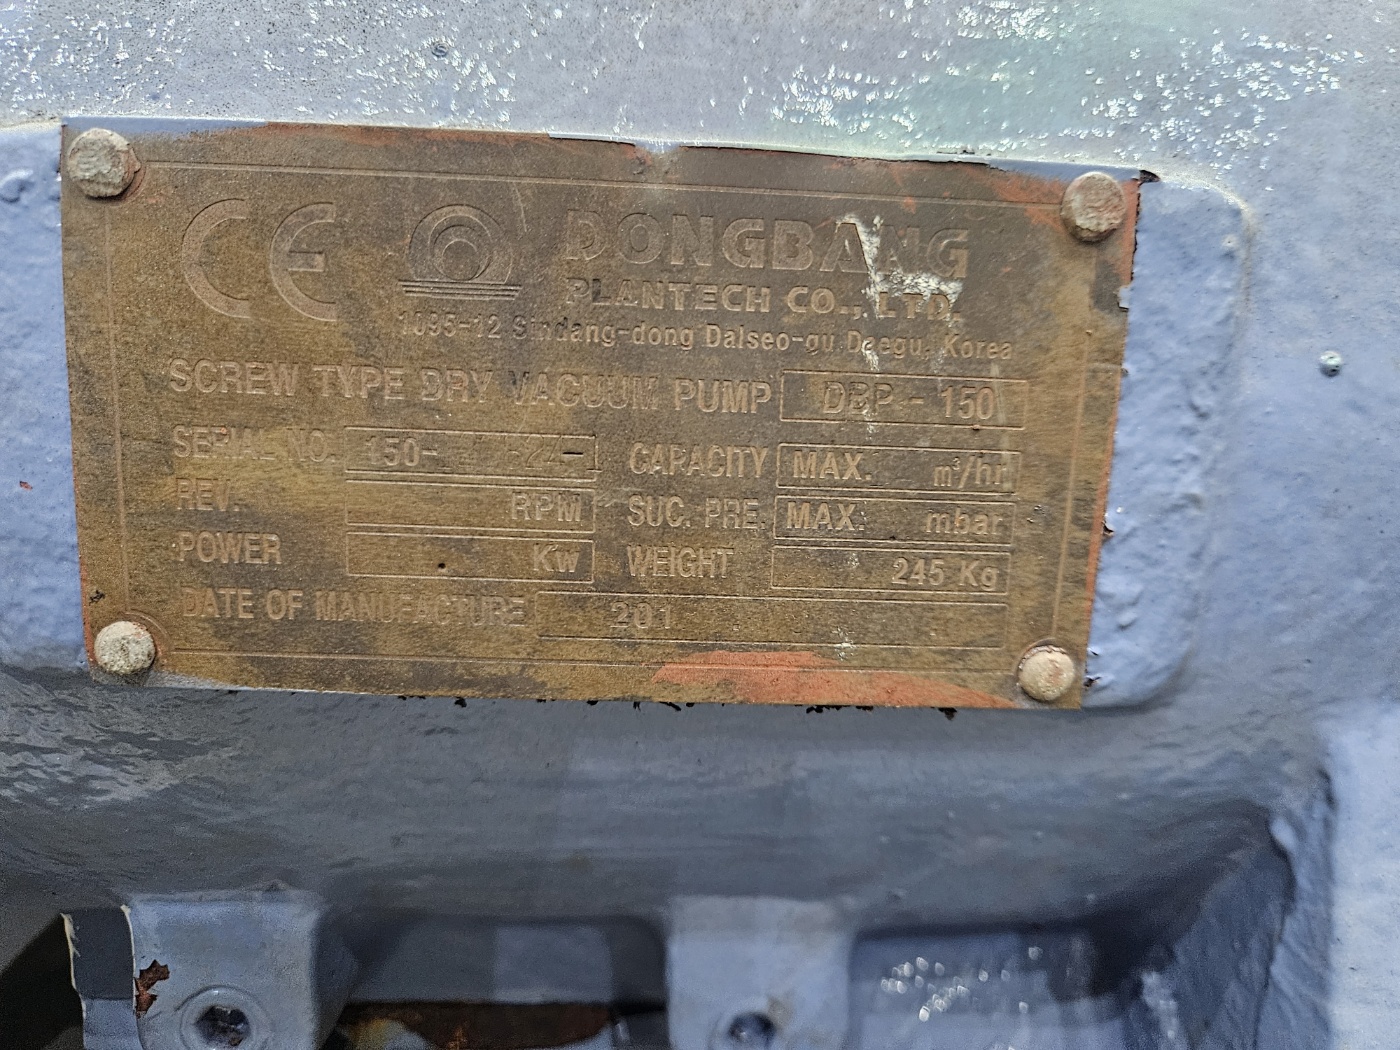 CE DONGBANG
PLANTECH CO., LTD.
1095-12 Sindang-dong Dalseo-gu Daegu, Korea
SCREW TYPE DRY VACUUM PUMP DBP - 150
SERIAL NO. 150- CAPACITY MAX. m³/hr
REV. RPM SUC. PRE. MAX. mbar
POWER Kw WEIGHT 245 Kg
DATE OF MANUFACTURE 201